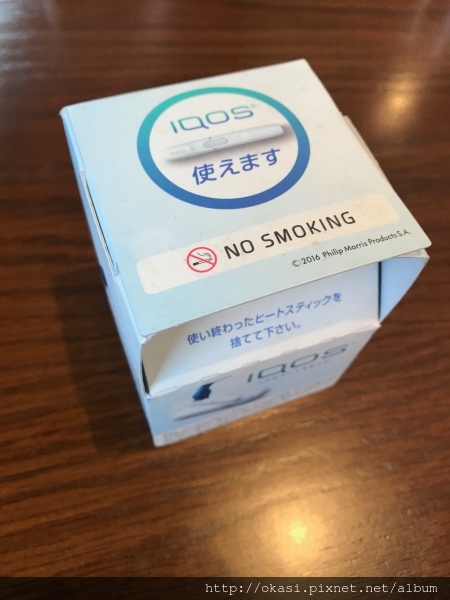 IQOS®
使えます
NO SMOKING
©2016 Philip Morris Products S.A.
使い終わったヒートスティックを
捨てて下さい。
IQOS®
http://okasi.pixnet.net/album